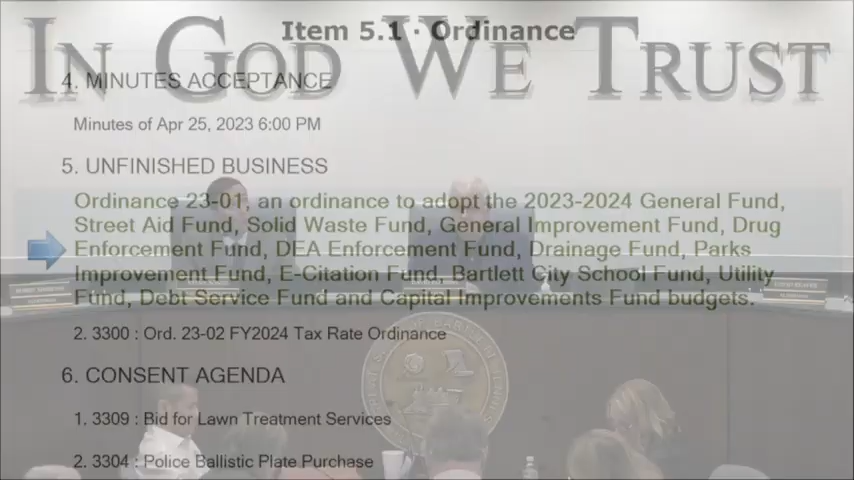 Item 5.1 · Ordinance
IN GOD WE TRUST
4. MINUTES ACCEPTANCE
Minutes of Apr 25, 2023 6:00 PM
5. UNFINISHED BUSINESS
Ordinance 23-01, an ordinance to adopt the 2023-2024 General Fund,
Street Aid Fund, Solid Waste Fund, General Improvement Fund, Drug
Enforcement Fund, DEA Enforcement Fund, Drainage Fund, Parks
Improvement Fund, E-Citation Fund, Bartlett City School Fund, Utility
Fund, Debt Service Fund and Capital Improvements Fund budgets.
2. 3300 : Ord. 23-02 FY2024 Tax Rate Ordinance
6. CONSENT AGENDA
1. 3309 : Bid for Lawn Treatment Services
2. 3304 : Police Ballistic Plate Purchase